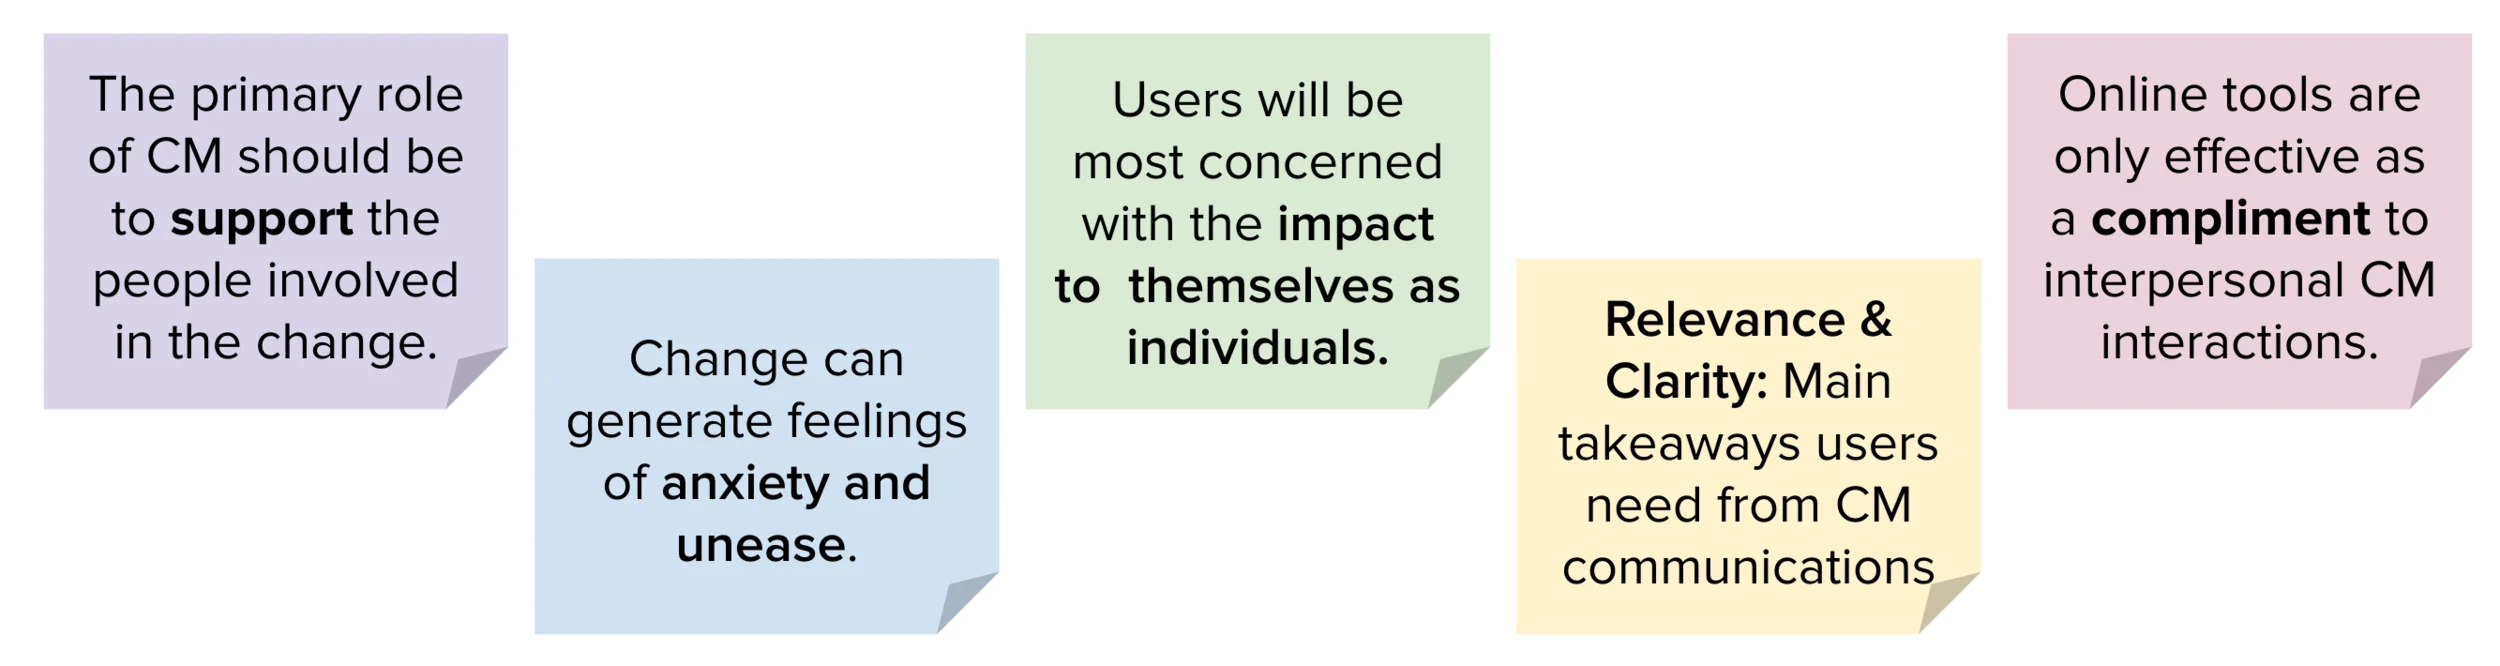 The primary role
of CM should be
to support the
people involved
in the change.
Change can
generate feelings
of anxiety and
unease.
Users will be
most concerned
with the impact
to  themselves as
individuals.
Relevance &
Clarity: Main
takeaways users
need from CM
communications
Online tools are
only effective as
a compliment to
interpersonal CM
interactions.